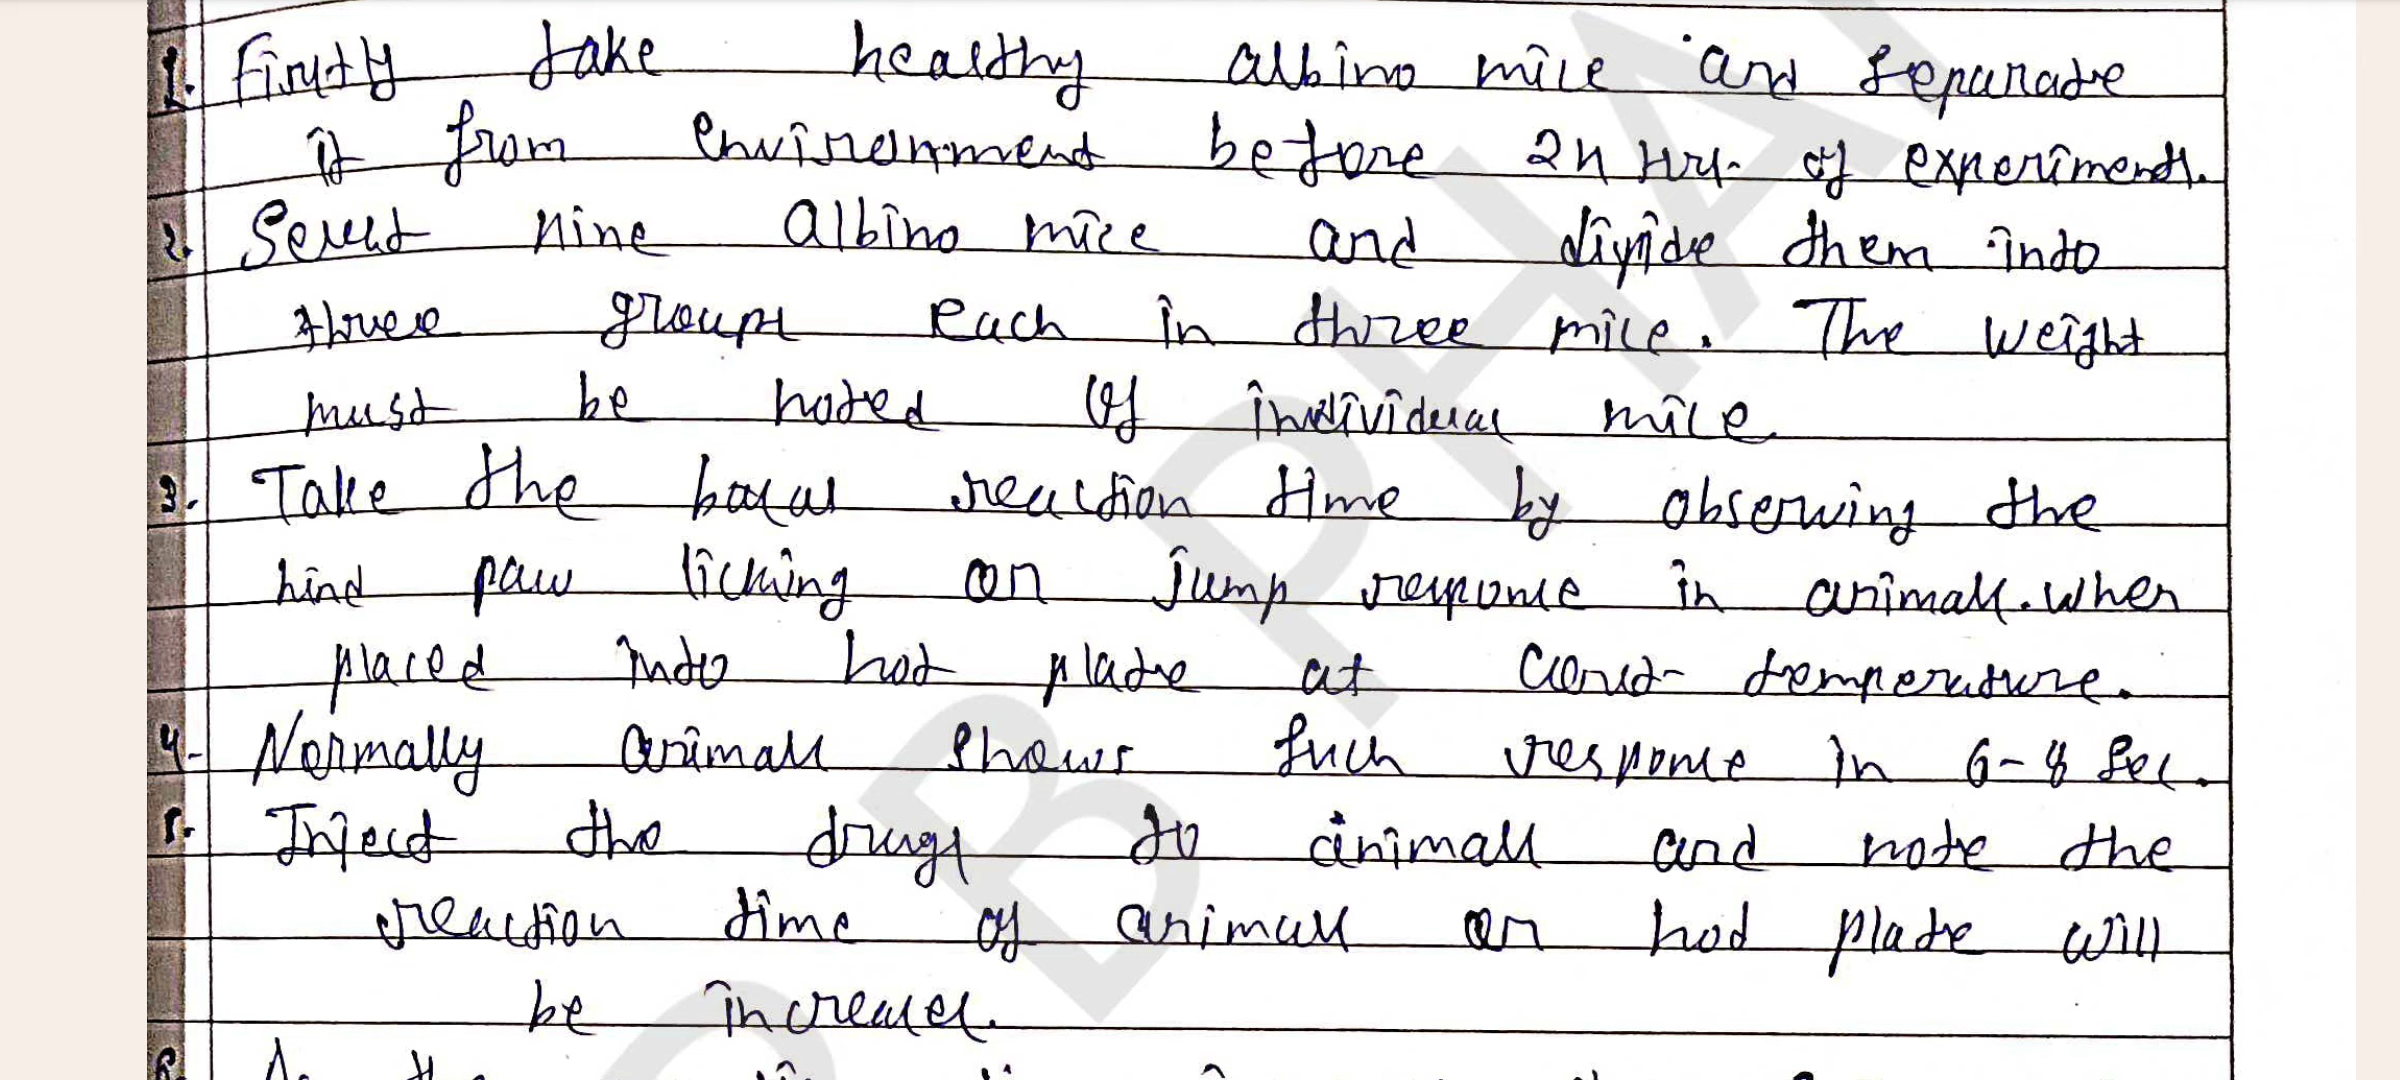 1. Firstly take healthy albino mice and separate
it from environment before 24 Hrs. of experiment.
2. Select nine albino mice and divide them into
three groups each in three mice. The weight
must be noted of individual mice
3. Take the basal reaction time by observing the
hind paw licking or jump response in animals. when
placed into hot plate at const- temperature.
4- Normally animals shows such response in 6-8 sec.
5. Inject the drugs to animals and note the
reaction time of animals on hot plate will
be increases.
B PHAR